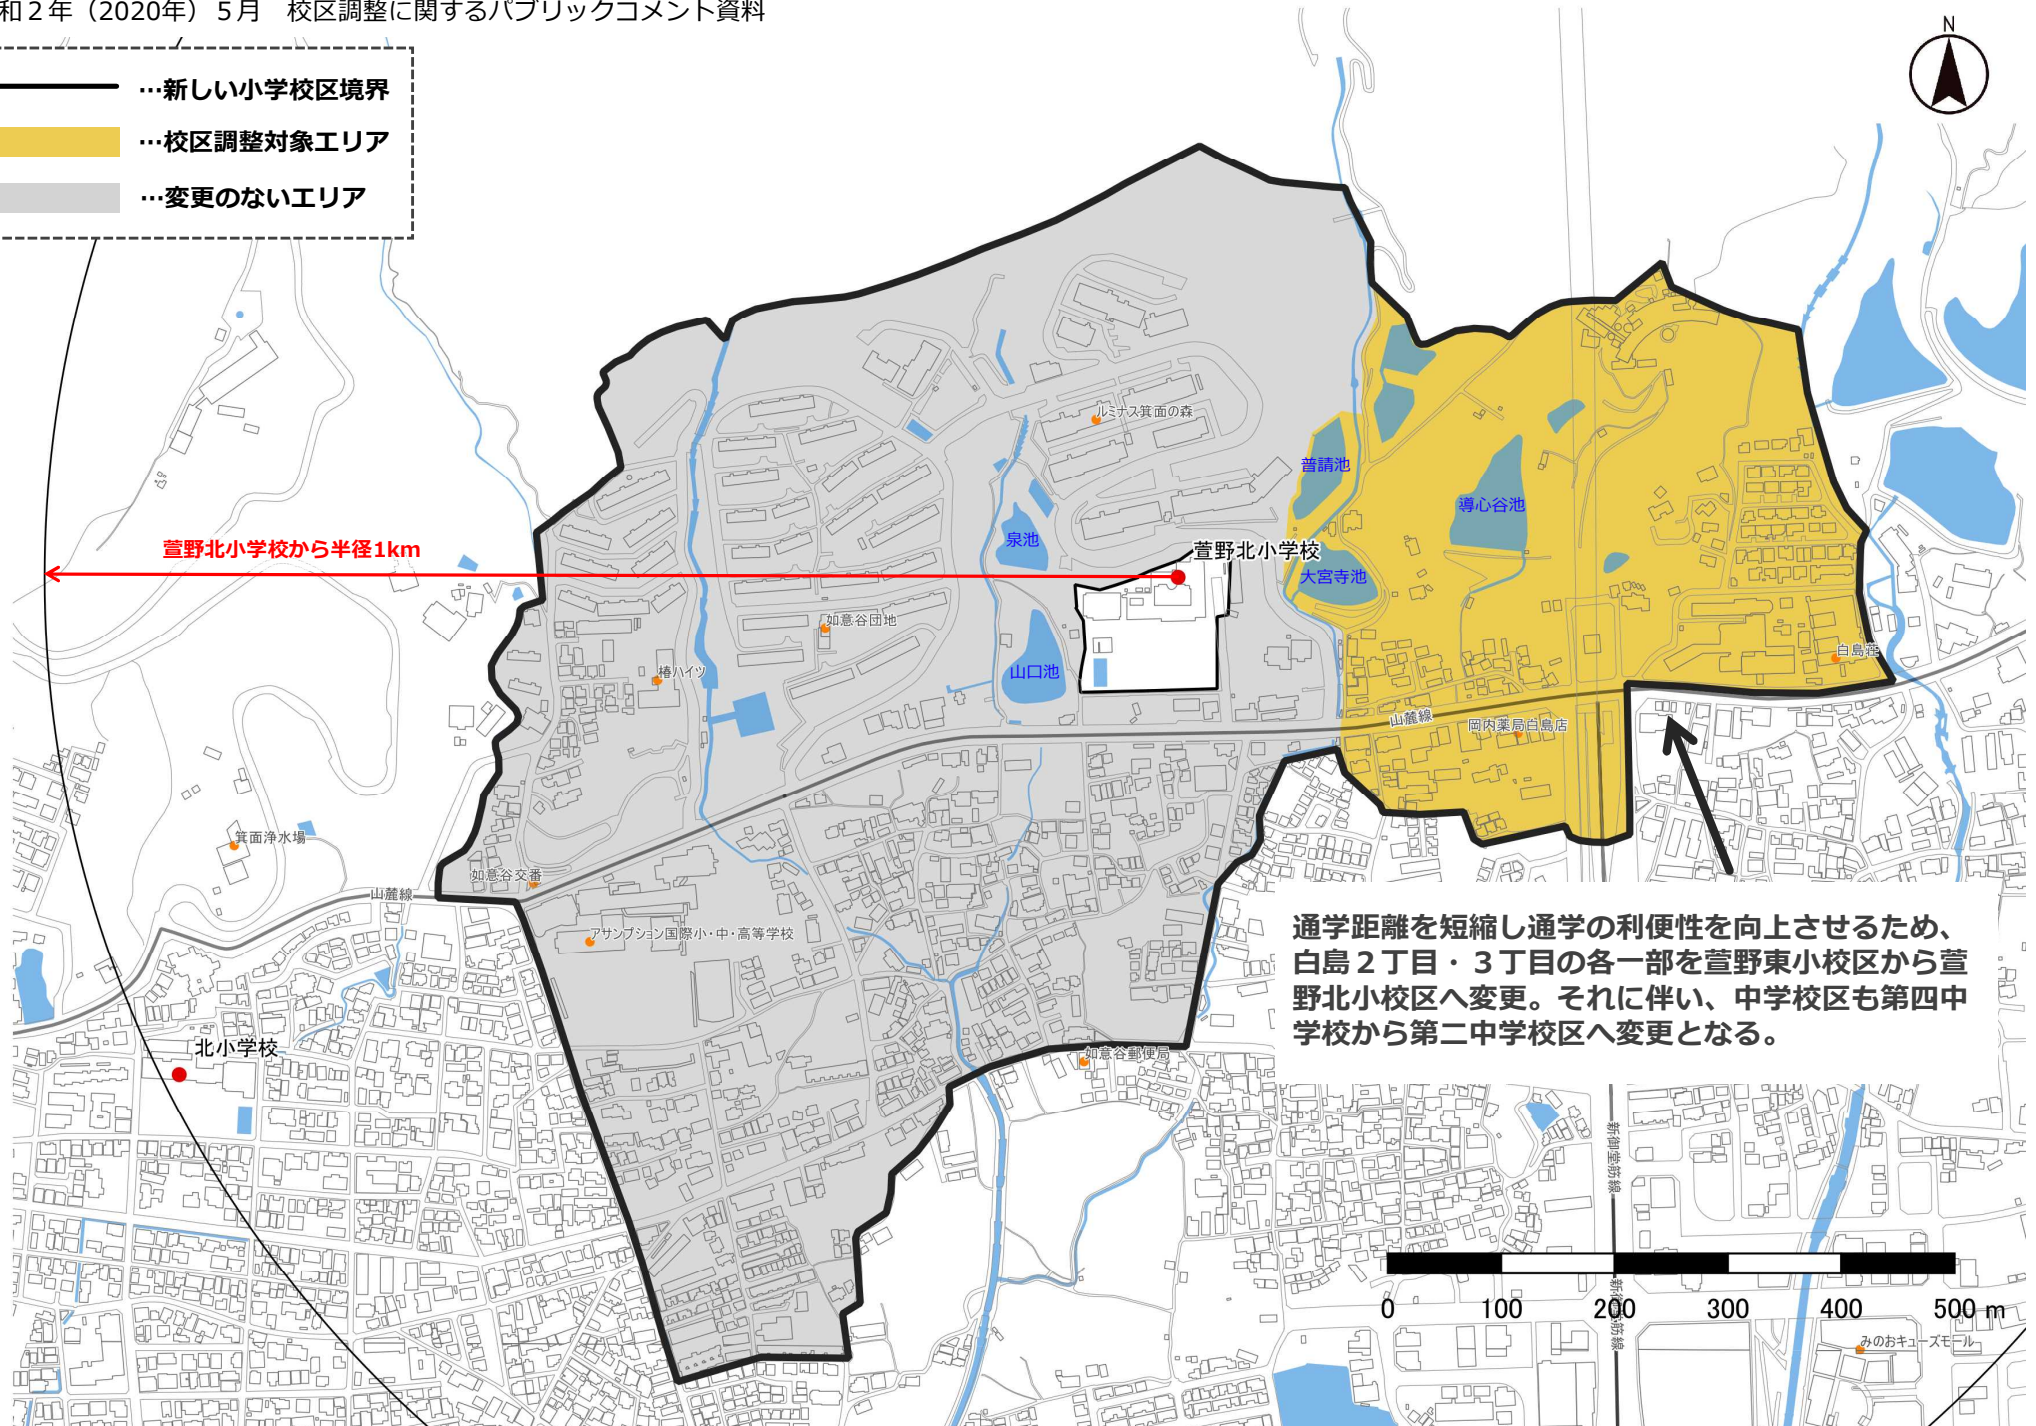 和２年（2020年）５月　校区調整に関するパブリックコメント資料
N
…新しい小学校区境界
…校区調整対象エリア
…変更のないエリア
ルミナス箕面の森
普請池
導心谷池
泉池
萱野北小学校から半径1km
萱野北小学校
大宮寺池
如意谷団地
椿ハイツ
山口池
白島荘
山麓線
岡内薬局白島店
箕面浄水場
如意谷交番
山麓線
アサンプション国際小・中・高等学校
通学距離を短縮し通学の利便性を向上させるため、
白島２丁目・３丁目の各一部を萱野東小校区から萱
野北小校区へ変更。それに伴い、中学校区も第四中
学校から第二中学校区へ変更となる。
北小学校
如意谷郵便局
新御堂筋線
0 100 200 300 400 500 m
新御堂筋線
みのおキューズモール